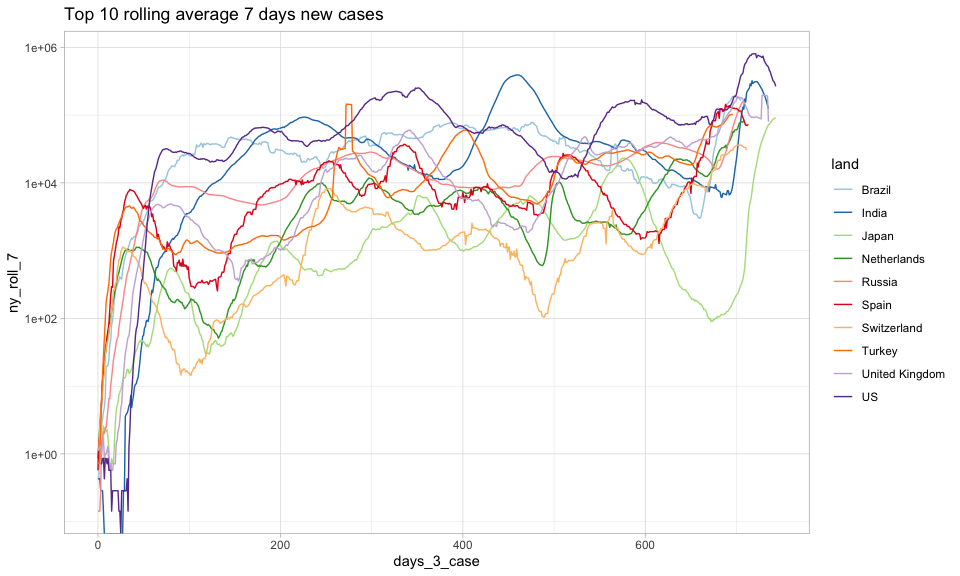 Top 10 rolling average 7 days new cases
ny_roll_7
1e+06
1e+04
1e+02
1e+00
0
200
400
600
days_3_case
land
Brazil
India
Japan
Netherlands
Russia
Spain
Switzerland
Turkey
United Kingdom
US